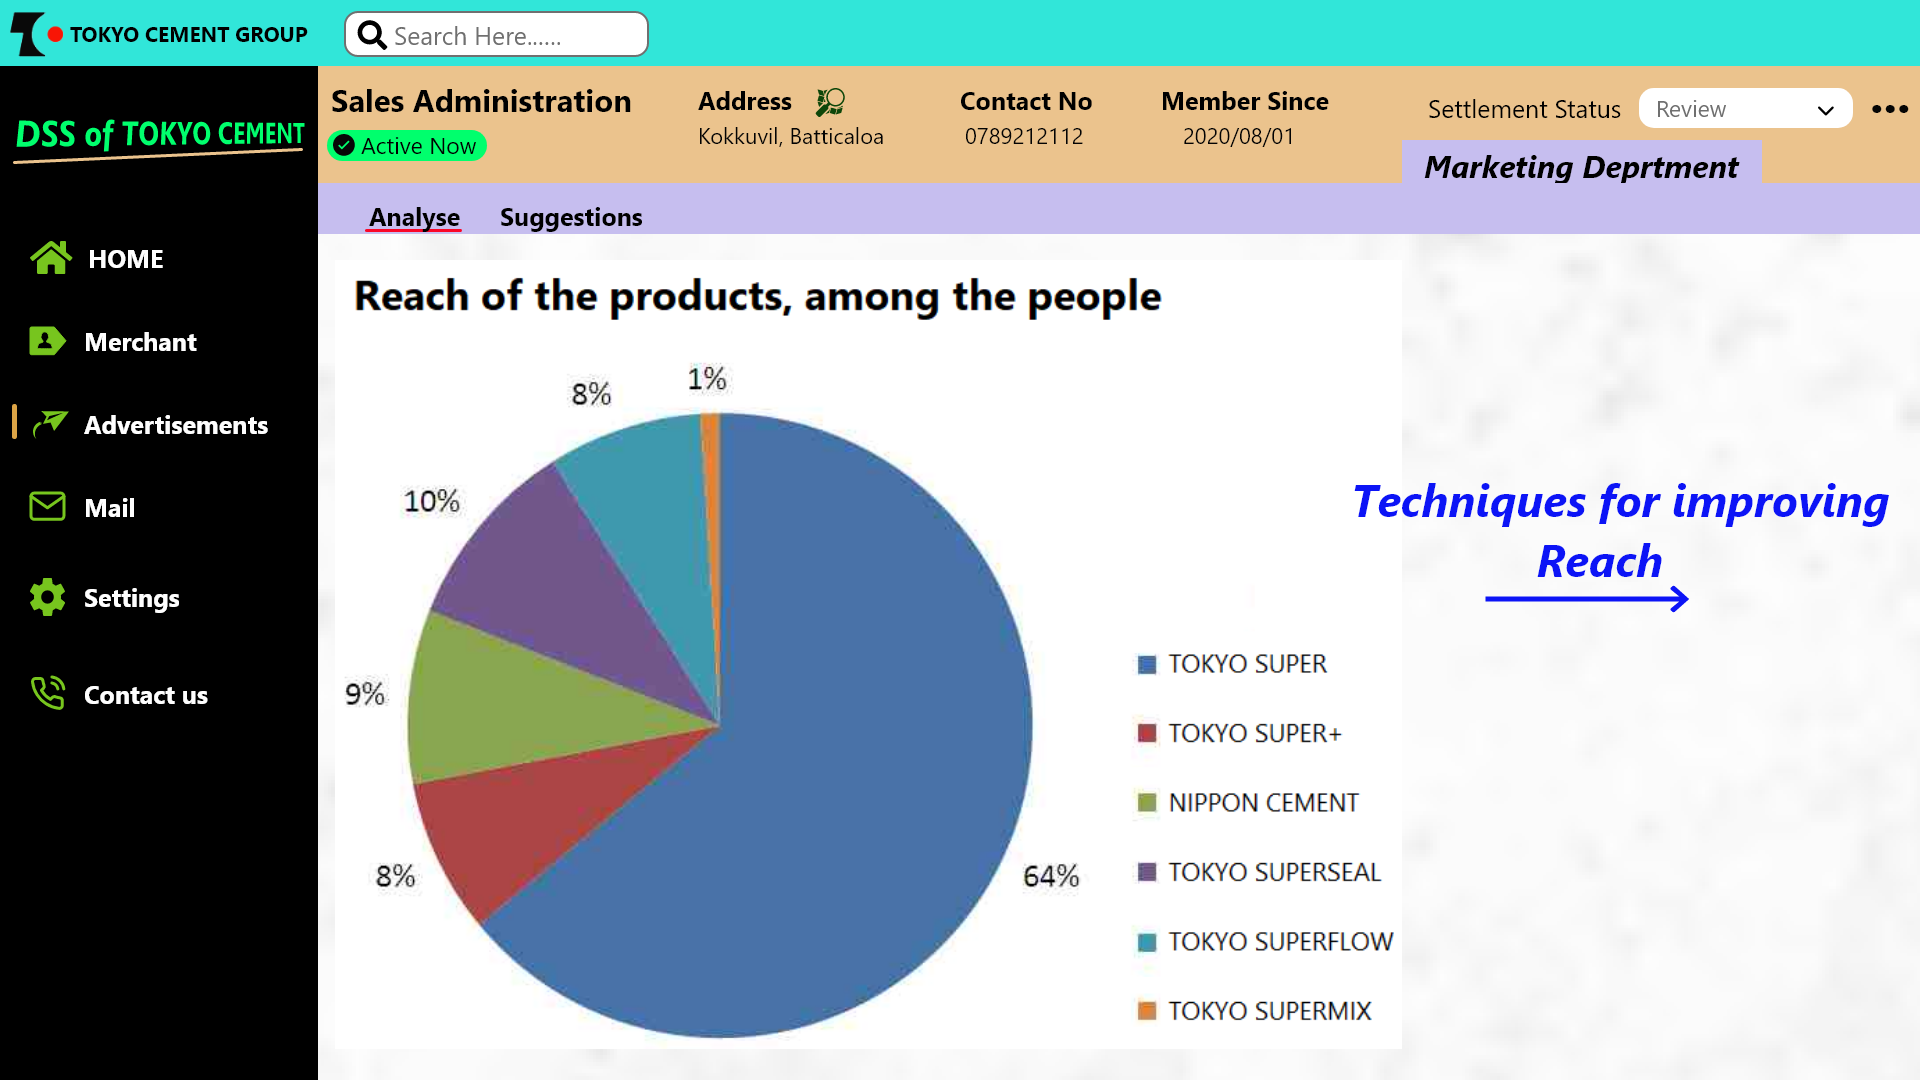 TOKYO CEMENT GROUP
Search Here......
DSS of TOKYO CEMENT
HOME
Merchant
Advertisements
Mail
Settings
Contact us
Sales Administration
Active Now
Address
Kokkuvil, Batticaloa
Contact No
0789212112
Member Since
2020/08/01
Settlement Status
Review
Marketing Deprtment
Analyse
Suggestions
Reach of the products, among the people
1%
8%
10%
9%
8%
64%
TOKYO SUPER
TOKYO SUPER+
NIPPON CEMENT
TOKYO SUPERSEAL
TOKYO SUPERFLOW
TOKYO SUPERMIX
Techniques for improving
Reach